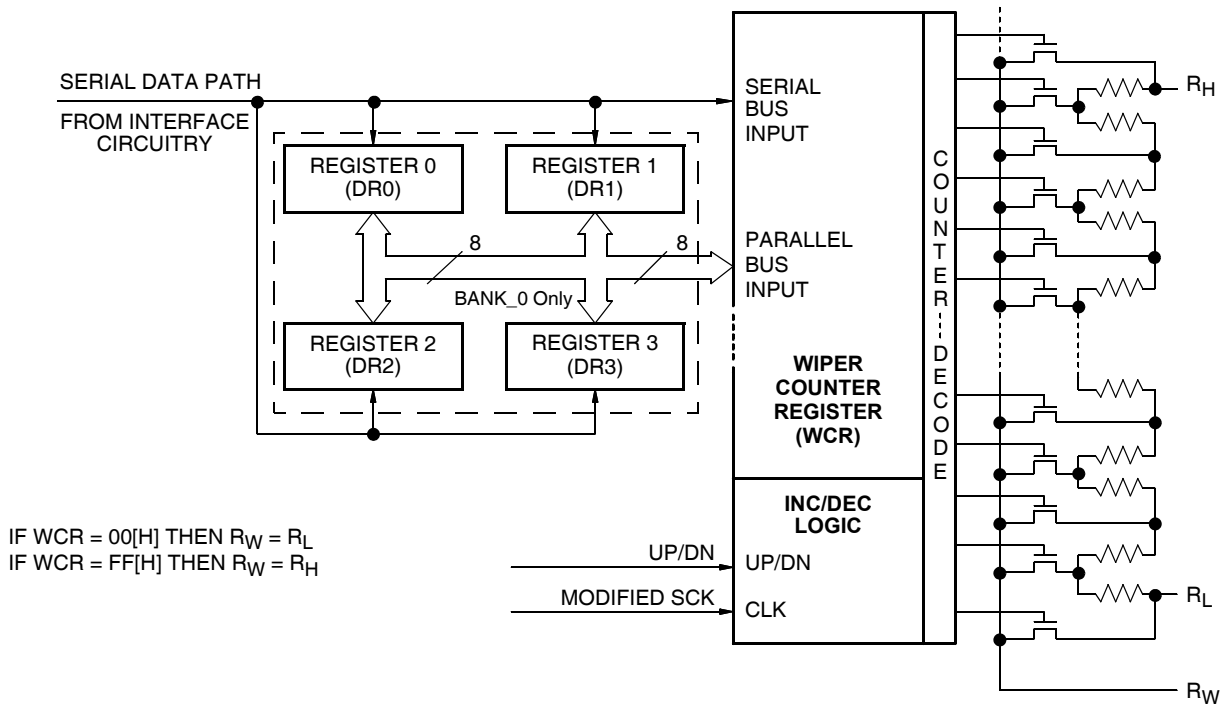 SERIAL DATA PATH
FROM INTERFACE
CIRCUITRY
REGISTER 0
(DR0)
REGISTER 1
(DR1)
8
8
BANK_0 Only
REGISTER 2
(DR2)
REGISTER 3
(DR3)
SERIAL
BUS
INPUT
PARALLEL
BUS
INPUT
WIPER
COUNTER
REGISTER
(WCR)
INC/DEC
LOGIC
UP/DN
UP/DN
MODIFIED SCK
CLK
COUNTER
DECODE
RH
RL
RW
IF WCR = 00[H] THEN RW = RL
IF WCR = FF[H] THEN RW = RH